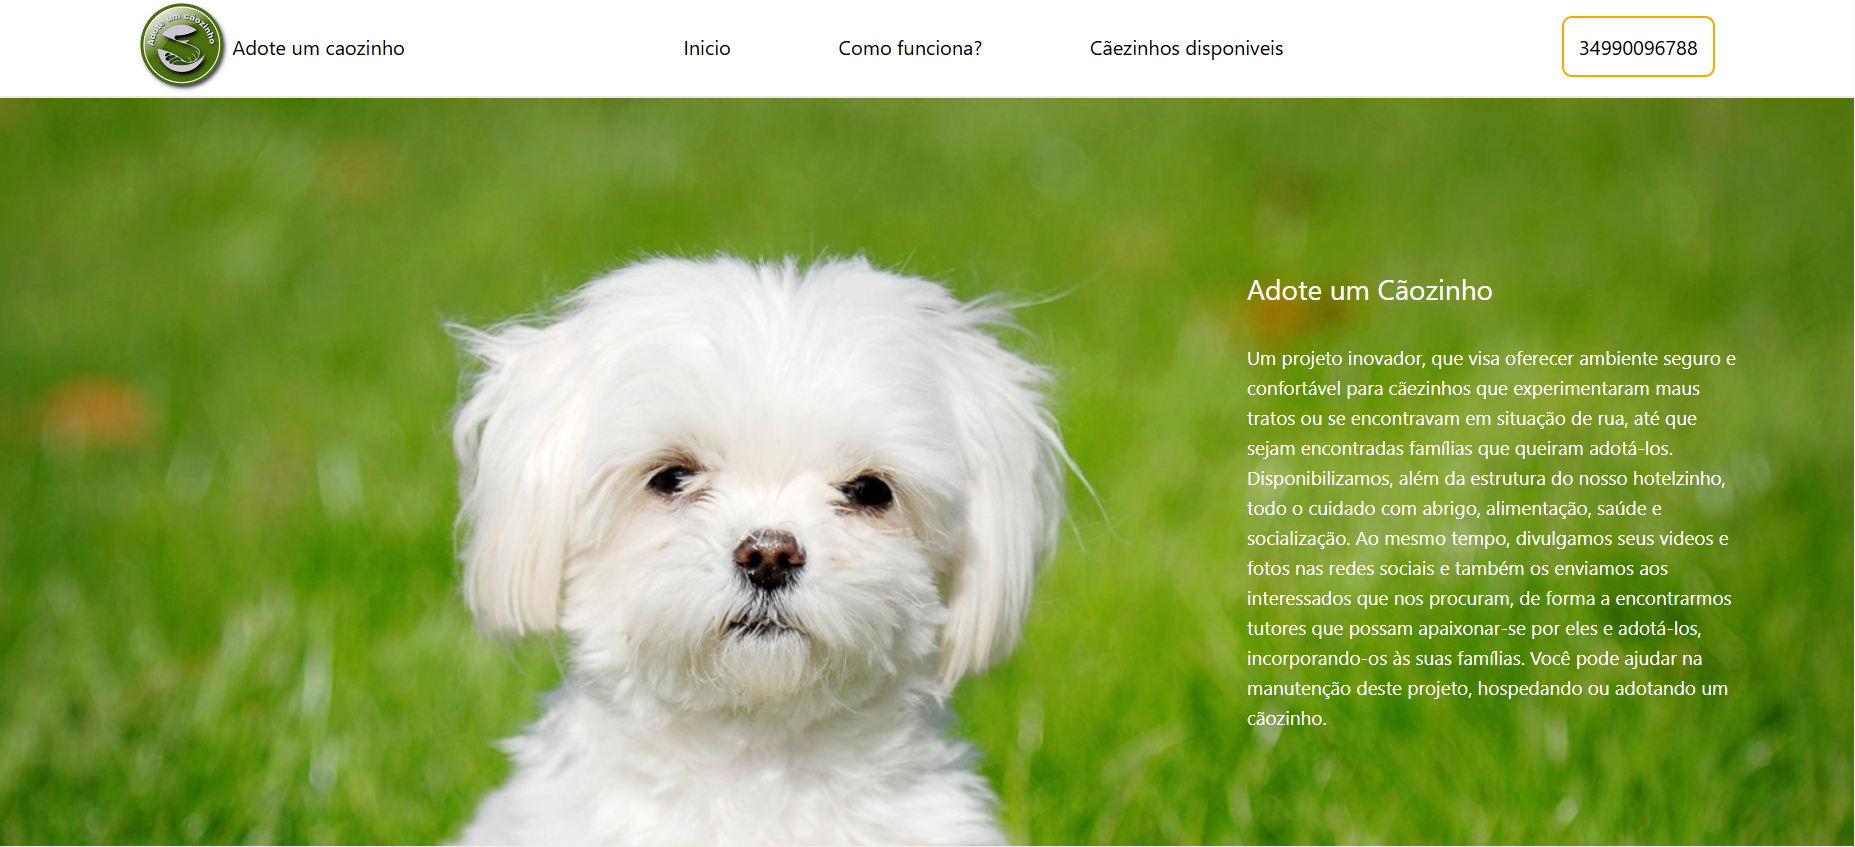 Adote um cãozinho
Adote um caozinho
Inicio
Como funciona?
Cãezinhos disponiveis
34990096788
Adote um Cãozinho
Um projeto inovador, que visa oferecer ambiente seguro e
confortável para cãezinhos que experimentaram maus
tratos ou se encontravam em situação de rua, até que
sejam encontradas famílias que queiram adotá-los.
Disponibilizamos, além da estrutura do nosso hotelzinho,
todo o cuidado com abrigo, alimentação, saúde e
socialização. Ao mesmo tempo, divulgamos seus videos e
fotos nas redes sociais e também os enviamos aos
interessados que nos procuram, de forma a encontrarmos
tutores que possam apaixonar-se por eles e adotá-los,
incorporando-os às suas famílias. Você pode ajudar na
manutenção deste projeto, hospedando ou adotando um
cãozinho.